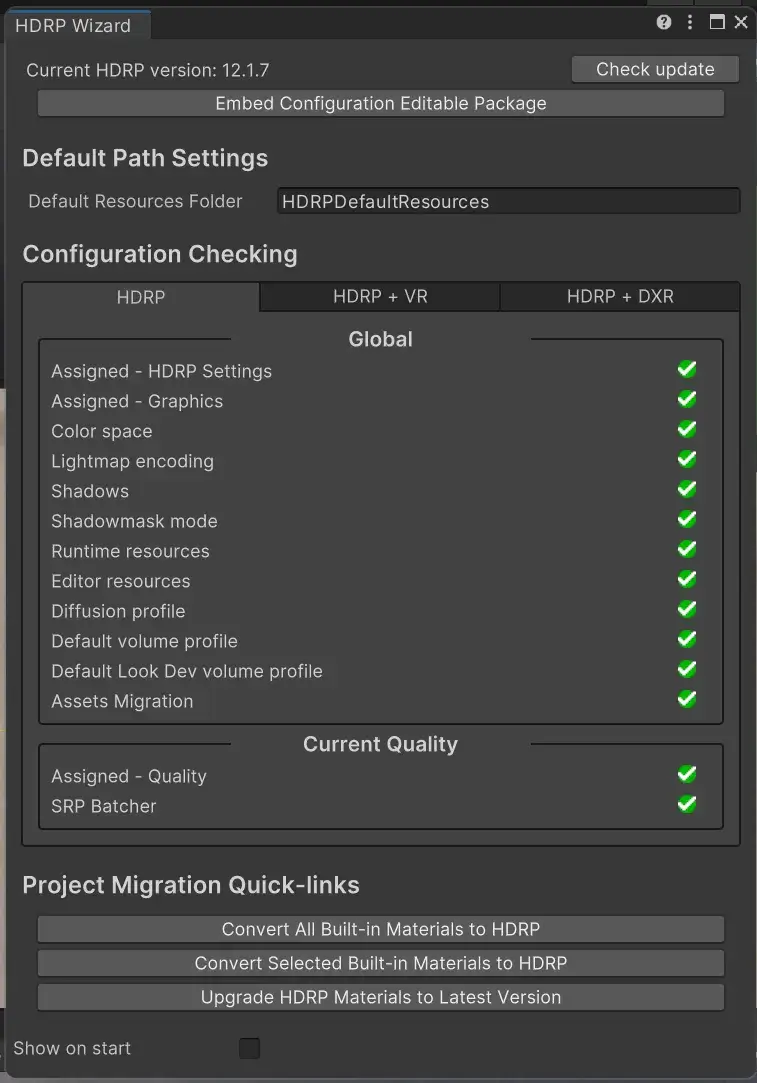 HDRP Wizard
Current HDRP version: 12.1.7
Check update
Embed Configuration Editable Package
Default Path Settings
Default Resources Folder
HDRPDefaultResources
Configuration Checking
HDRP
HDRP + VR
HDRP + DXR
Global
Assigned - HDRP Settings
Assigned - Graphics
Color space
Lightmap encoding
Shadows
Shadowmask mode
Runtime resources
Editor resources
Diffusion profile
Default volume profile
Default Look Dev volume profile
Assets Migration
Current Quality
Assigned - Quality
SRP Batcher
Project Migration Quick-links
Convert All Built-in Materials to HDRP
Convert Selected Built-in Materials to HDRP
Upgrade HDRP Materials to Latest Version
Show on start